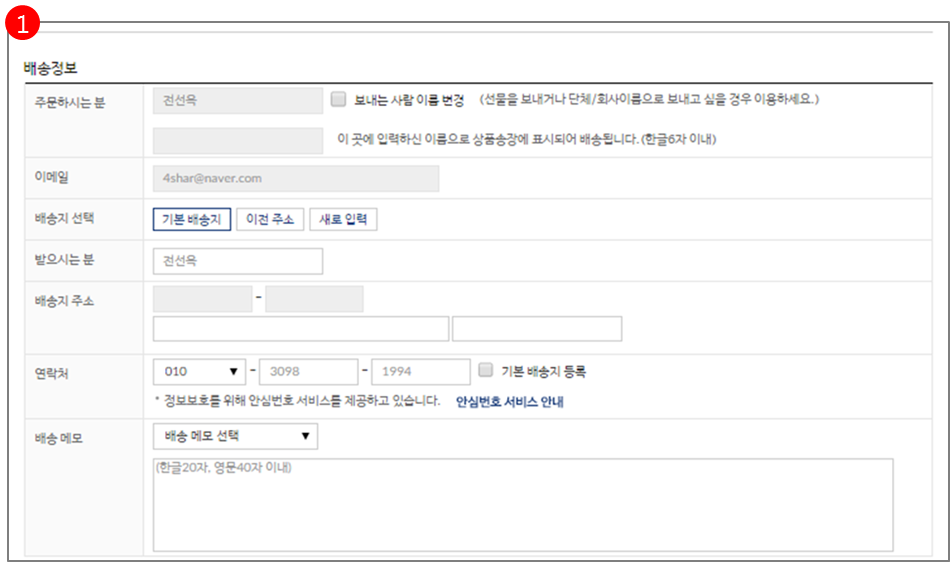 1
배송정보
주문하시는 분 전선옥 보내는 사람 이름 변경 (선물을 보내거나 단체/회사이름으로 보내고 싶을 경우 이용하세요.)
이 곳에 입력하신 이름으로 상품송장에 표시되어 배송됩니다.(한글6자 이내)
이메일 4shar@naver.com
배송지 선택 기본 배송지 이전 주소 새로 입력
받으시는 분 전선옥
배송지 주소 -
연락처 010 ▼ - 3098 - 1994 기본 배송지 등록
* 정보보호를 위해 안심번호 서비스를 제공하고 있습니다. 안심번호 서비스 안내
배송 메모 배송 메모 선택 ▼
(한글20자, 영문40자 이내)